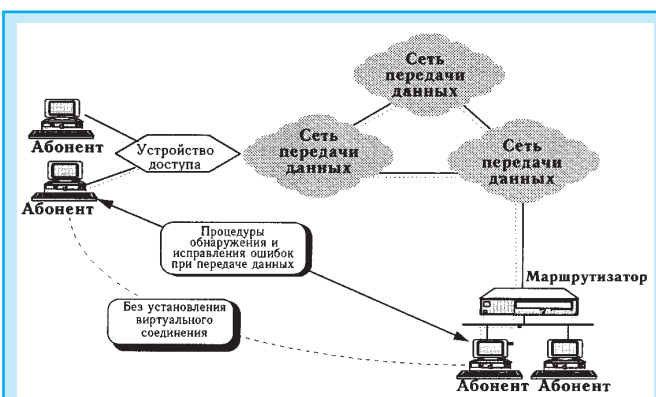 Сеть
передачи
данных
Абонент
Устройство
доступа
Сеть
передачи
данных
Сеть
передачи
данных
Абонент
Процедуры
обнаружения и
исправления ошибок
при передаче данных
Маршрутизатор
Без установления
виртуального
соединения
Абонент Абонент